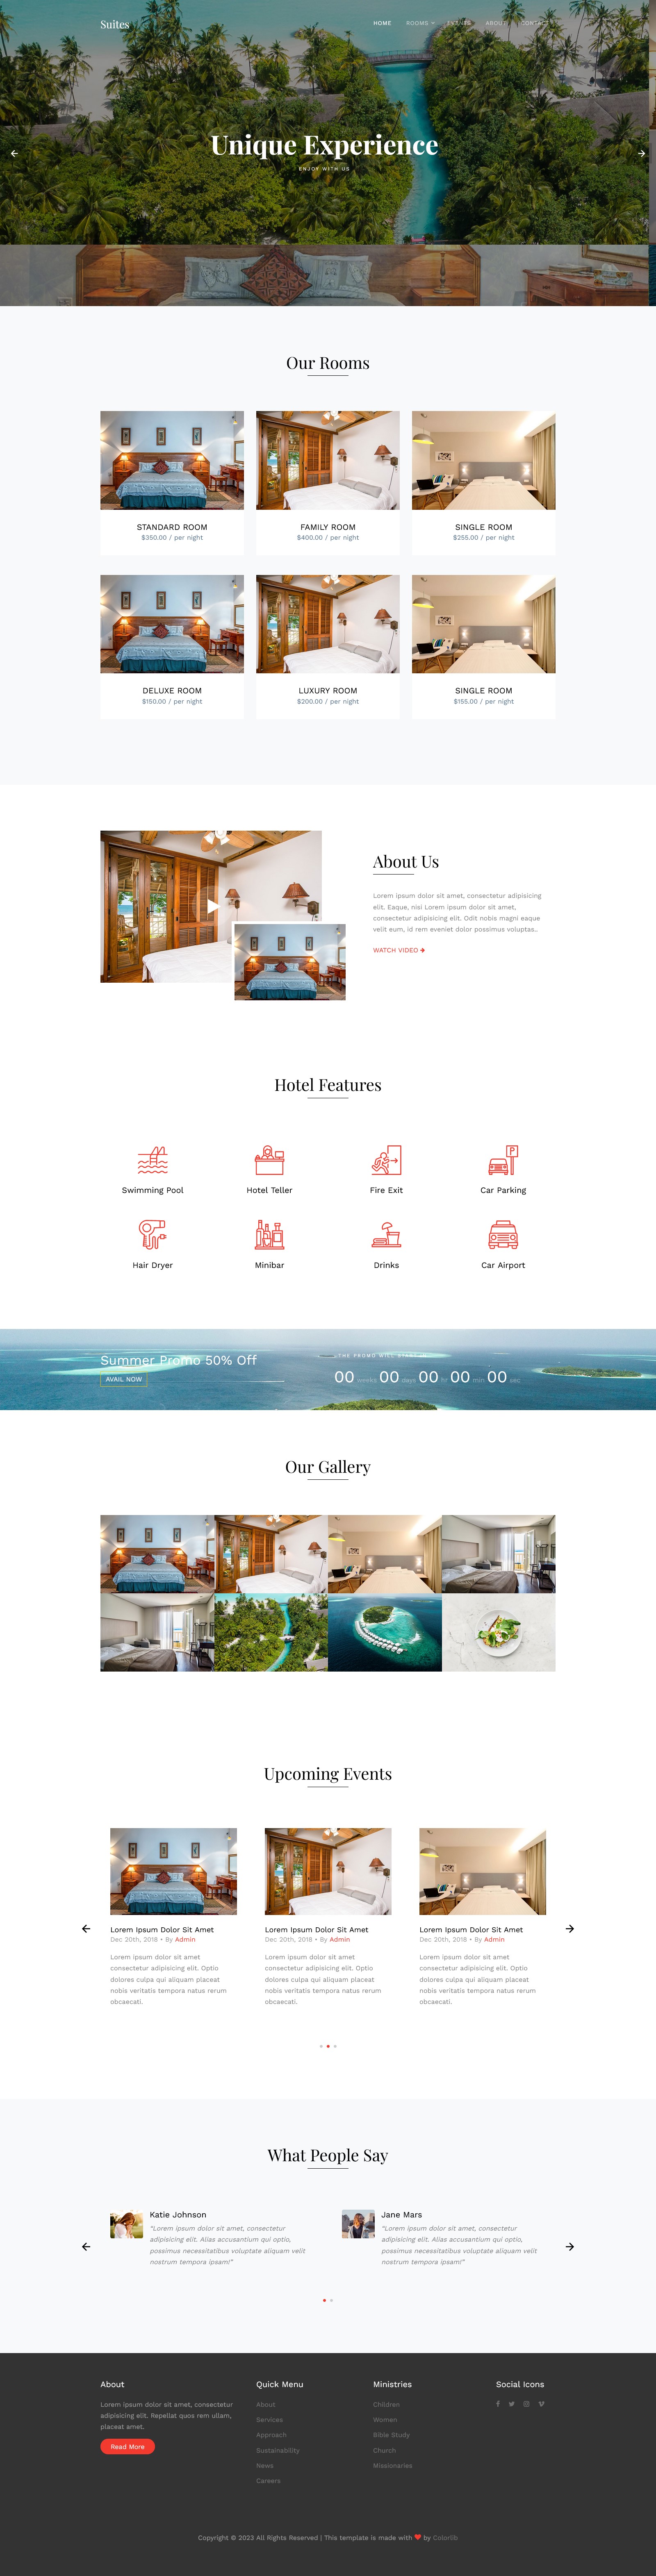 Suites
HOME ROOMS EVENTS ABOUT CONTACT
Unique Experience
ENJOY WITH US
Our Rooms
STANDARD ROOM
$350.00 / per night
FAMILY ROOM
$400.00 / per night
SINGLE ROOM
$255.00 / per night
DELUXE ROOM
$150.00 / per night
LUXURY ROOM
$200.00 / per night
SINGLE ROOM
$155.00 / per night
About Us
Lorem ipsum dolor sit amet, consectetur adipisicing
elit. Eaque, nisi Lorem ipsum dolor sit amet,
consectetur adipisicing elit. Odit nobis magni eaque
velit eum, id rem eveniet dolor possimus voluptas..
WATCH VIDEO
Hotel Features
Swimming Pool
Hotel Teller
Fire Exit
Car Parking
Hair Dryer
Minibar
Drinks
Car Airport
Summer Promo 50% Off
AVAIL NOW
THE PROMO WILL START IN
00 weeks 00 days 00 hr 00 min 00 sec
Our Gallery
Upcoming Events
Lorem Ipsum Dolor Sit Amet
Dec 20th, 2018 • By Admin
Lorem ipsum dolor sit amet
consectetur adipisicing elit. Optio
dolores culpa qui aliquam placeat
nobis veritatis tempora natus rerum
obcaecati.
Lorem Ipsum Dolor Sit Amet
Dec 20th, 2018 • By Admin
Lorem ipsum dolor sit amet
consectetur adipisicing elit. Optio
dolores culpa qui aliquam placeat
nobis veritatis tempora natus rerum
obcaecati.
Lorem Ipsum Dolor Sit Amet
Dec 20th, 2018 • By Admin
Lorem ipsum dolor sit amet
consectetur adipisicing elit. Optio
dolores culpa qui aliquam placeat
nobis veritatis tempora natus rerum
obcaecati.
What People Say
Katie Johnson
“Lorem ipsum dolor sit amet, consectetur
adipisicing elit. Alias accusantium qui optio,
possimus necessitatibus voluptate aliquam velit
nostrum tempora ipsam!”
Jane Mars
“Lorem ipsum dolor sit amet, consectetur
adipisicing elit. Alias accusantium qui optio,
possimus necessitatibus voluptate aliquam velit
nostrum tempora ipsam!”
About
Lorem ipsum dolor sit amet, consectetur
adipisicing elit. Repellat quos rem ullam,
placeat amet.
Read More
Quick Menu
About
Services
Approach
Sustainability
News
Careers
Ministries
Children
Women
Bible Study
Church
Missionaries
Social Icons
Copyright © 2023 All Rights Reserved | This template is made with ❤ by Colorlib